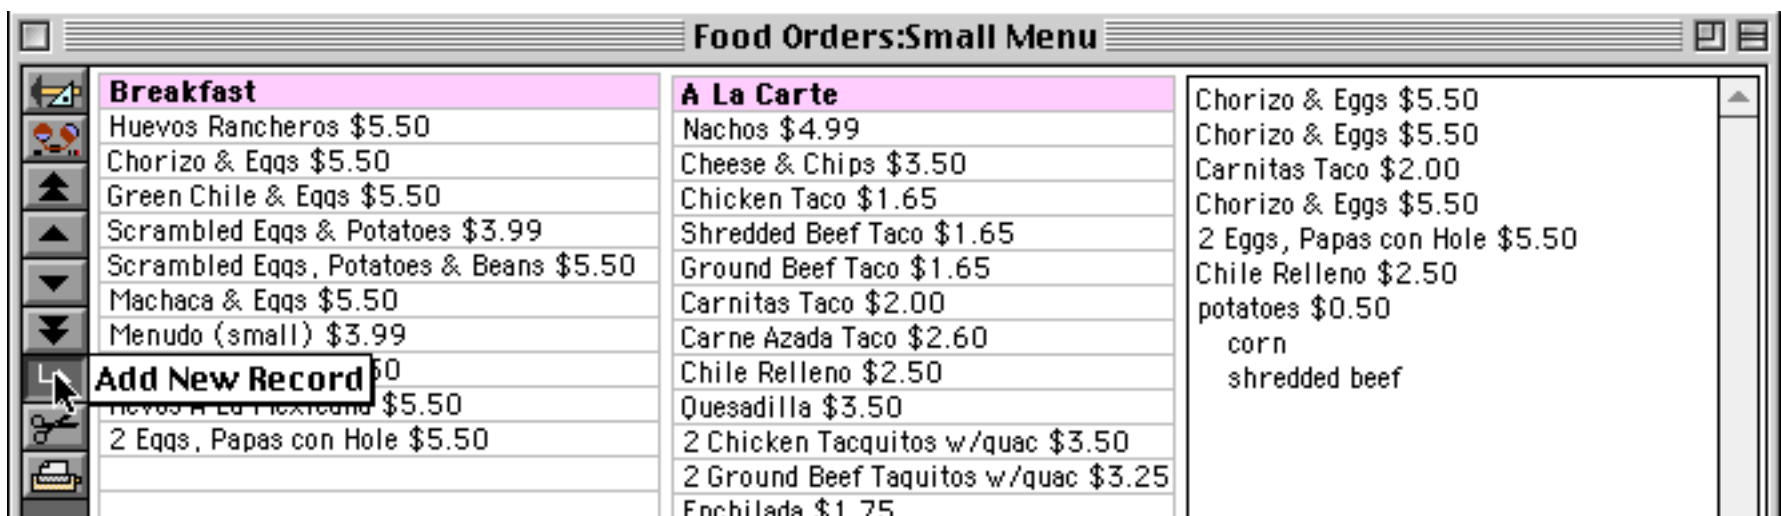 Food Orders:Small Menu
Breakfast
Huevos Rancheros $5.50
Chorizo & Eggs $5.50
Green Chile & Eggs $5.50
Scrambled Eggs & Potatoes $3.99
Scrambled Eggs, Potatoes & Beans $5.50
Machaca & Eggs $5.50
Menudo (small) $3.99
Add New Record
$5.50
2 Eggs, Papas con Hole $5.50
A La Carte
Nachos $4.99
Cheese & Chips $3.50
Chicken Taco $1.65
Shredded Beef Taco $1.65
Ground Beef Taco $1.65
Carnitas Taco $2.00
Carne Azada Taco $2.60
Chile Relleno $2.50
Quesadilla $3.50
2 Chicken Tacquitos w/guac $3.50
2 Ground Beef Taquitos w/guac $3.25
Enchilada $1.75
Chorizo & Eggs $5.50
Chorizo & Eggs $5.50
Carnitas Taco $2.00
Chorizo & Eggs $5.50
2 Eggs, Papas con Hole $5.50
Chile Relleno $2.50
potatoes $0.50
corn
shredded beef